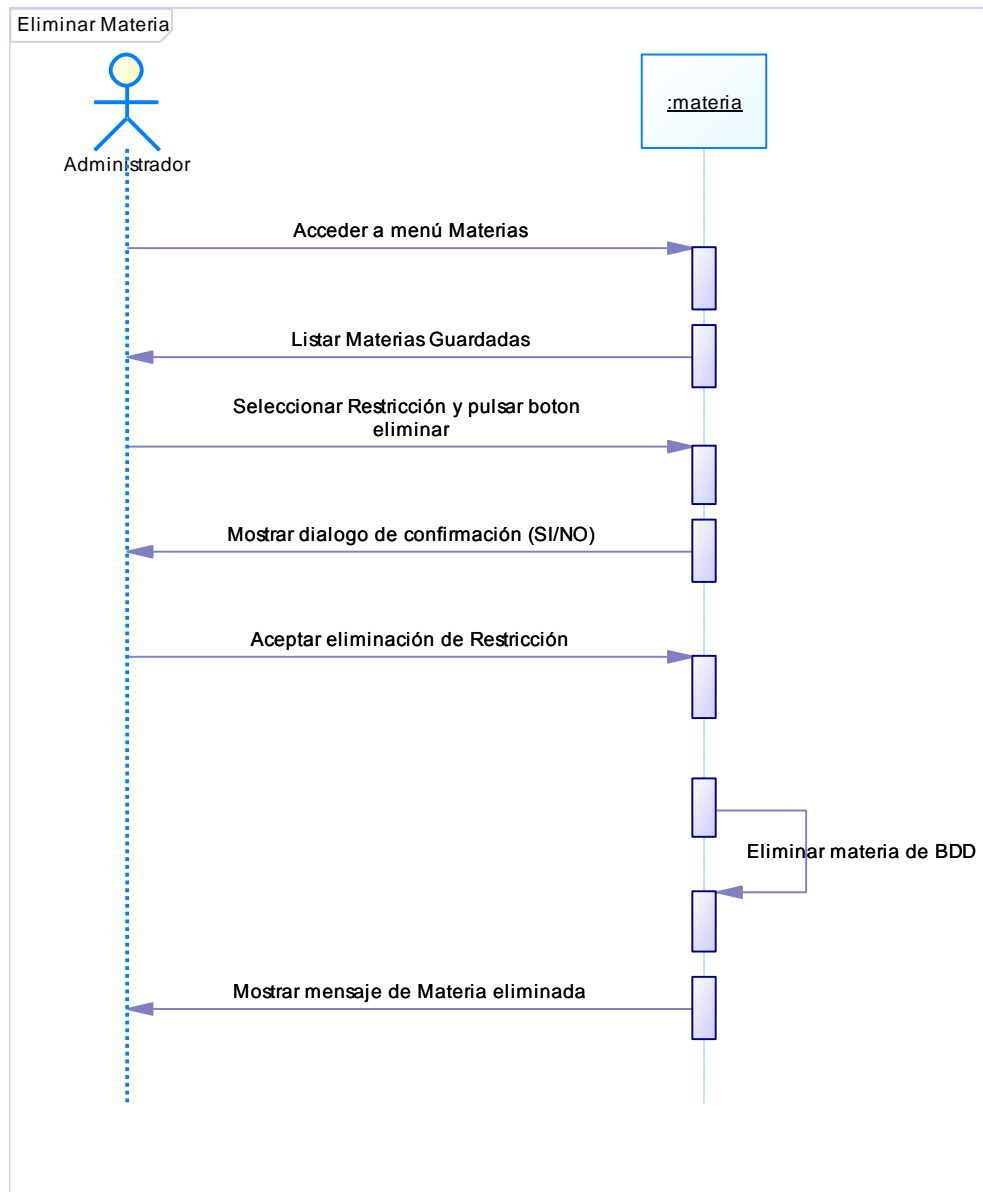 Eliminar Materia
:materia
Administrador
Acceder a menú Materias
Listar Materias Guardadas
Seleccionar Restricción y pulsar boton
eliminar
Mostrar dialogo de confirmación (SI/NO)
Aceptar eliminación de Restricción
Eliminar materia de BDD
Mostrar mensaje de Materia eliminada